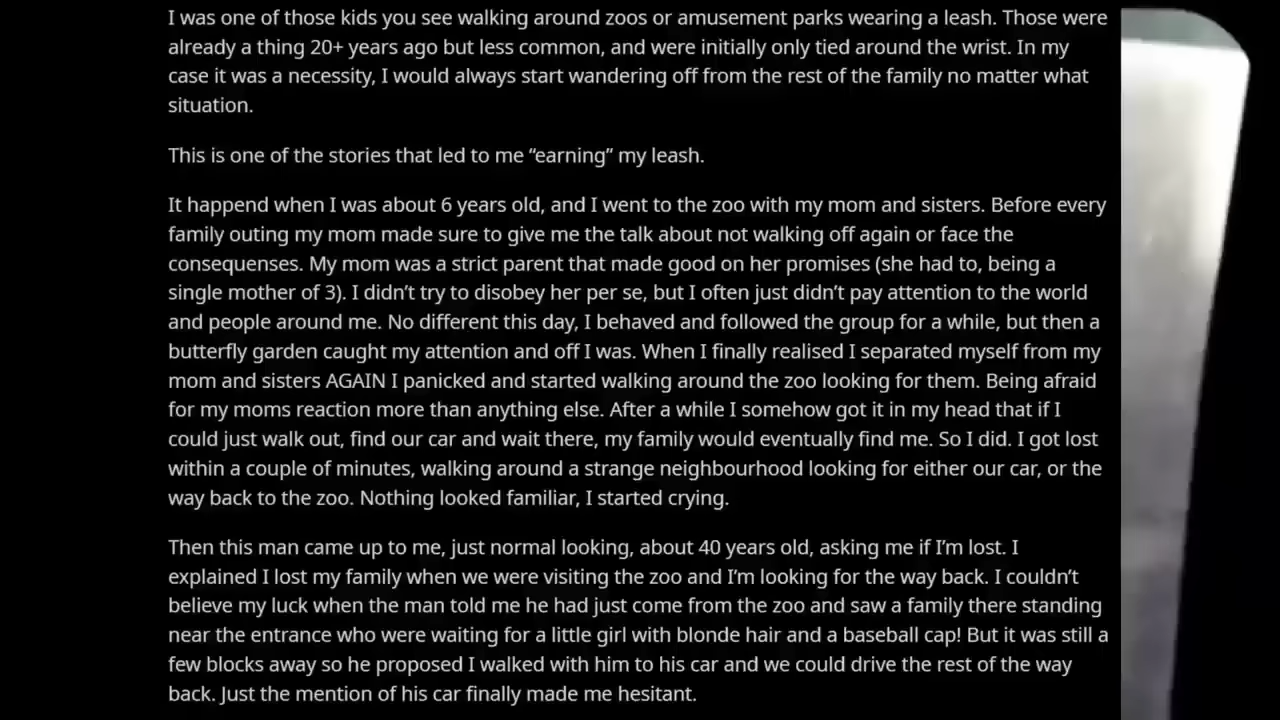 I was one of those kids you see walking around zoos or amusement parks wearing a leash. Those were
already a thing 20+ years ago but less common, and were initially only tied around the wrist. In my
case it was a necessity, I would always start wandering off from the rest of the family no matter what
situation.
This is one of the stories that led to me “earning” my leash.
It happend when I was about 6 years old, and I went to the zoo with my mom and sisters. Before every
family outing my mom made sure to give me the talk about not walking off again or face the
consequenses. My mom was a strict parent that made good on her promises (she had to, being a
single mother of 3). I didn’t try to disobey her per se, but I often just didn’t pay attention to the world
and people around me. No different this day, I behaved and followed the group for a while, but then a
butterfly garden caught my attention and off I was. When I finally realised I separated myself from my
mom and sisters AGAIN I panicked and started walking around the zoo looking for them. Being afraid
for my moms reaction more than anything else. After a while I somehow got it in my head that if I
could just walk out, find our car and wait there, my family would eventually find me. So I did. I got lost
within a couple of minutes, walking around a strange neighbourhood looking for either our car, or the
way back to the zoo. Nothing looked familiar, I started crying.
Then this man came up to me, just normal looking, about 40 years old, asking me if I’m lost. I
explained I lost my family when we were visiting the zoo and I’m looking for the way back. I couldn’t
believe my luck when the man told me he had just come from the zoo and saw a family there standing
near the entrance who were waiting for a little girl with blonde hair and a baseball cap! But it was still a
few blocks away so he proposed I walked with him to his car and we could drive the rest of the way
back. Just the mention of his car finally made me hesitant.